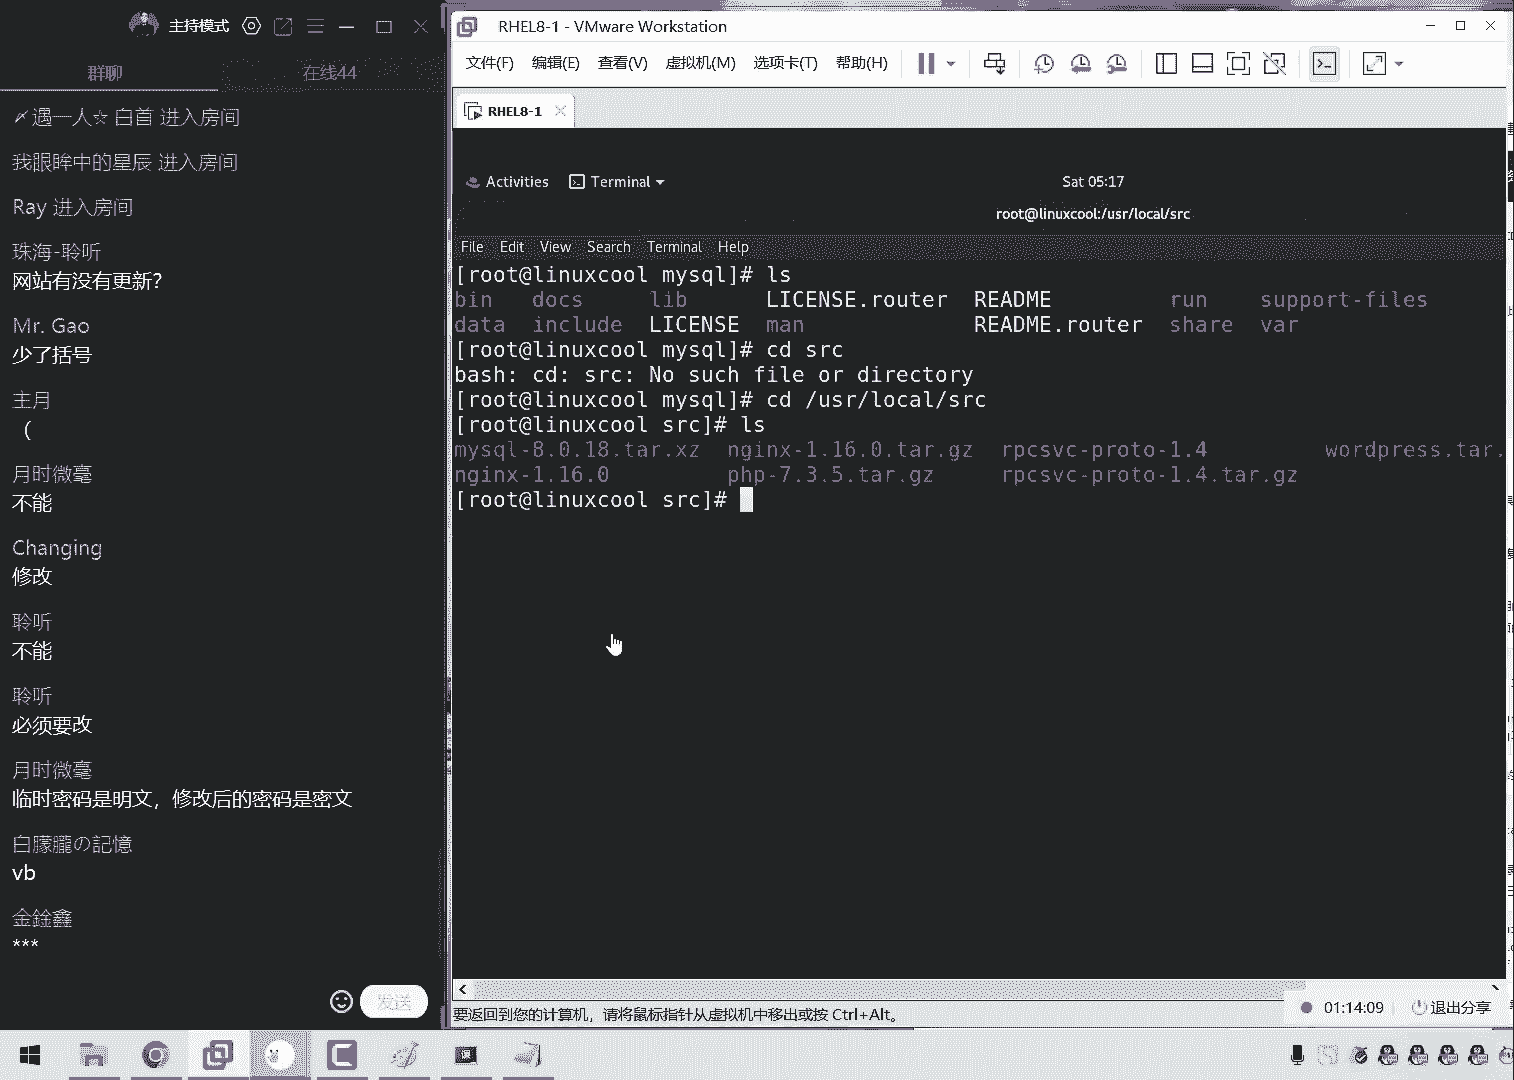 主持模式
群聊
在线44
〆遇一人☆ 白首 进入房间
我眼眸中的星辰 进入房间
Ray 进入房间
珠海-聆听
网站有没有更新？
Mr. Gao
少了括号
主月
（
月时微毫
不能
Changing
修改
聆听
不能
聆听
必须要改
月时微毫
临时密码是明文，修改后的密码是密文
白朦朧の記憶
vb
金銓鑫
***
发送
RHEL8-1 - VMware Workstation
文件(F) 编辑(E) 查看(V) 虚拟机(M) 选项卡(T) 帮助(H)
RHEL8-1
Activities Terminal Sat 05:17
root@linuxcool:/usr/local/src
File Edit View Search Terminal Help
[root@linuxcool mysql]# ls
bin docs lib LICENSE.router README run support-files
data include LICENSE man README.router share var
[root@linuxcool mysql]# cd src
bash: cd: src: No such file or directory
[root@linuxcool mysql]# cd /usr/local/src
[root@linuxcool src]# ls
mysql-8.0.18.tar.xz nginx-1.16.0.tar.gz rpcsvc-proto-1.4 wordpress.tar.
nginx-1.16.0 php-7.3.5.tar.gz rpcsvc-proto-1.4.tar.gz
[root@linuxcool src]#
要返回到您的计算机，请将鼠标指针从虚拟机中移出或按 Ctrl+Alt。
01:14:09 退出分享